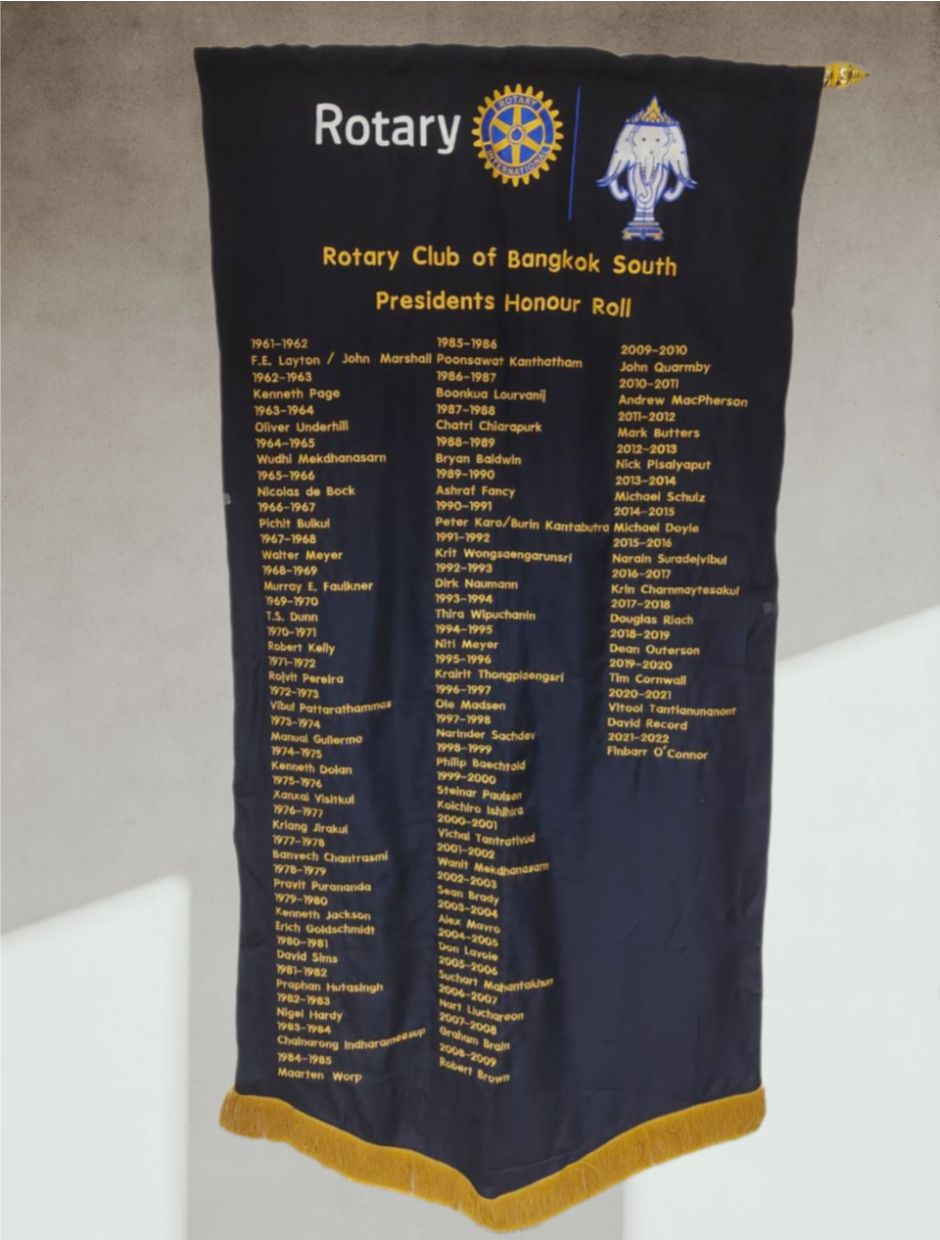 Rotary
ROTARY
INTERNATIONAL
Rotary Club of Bangkok South
Presidents Honour Roll
1961-1962
F.E. Layton / John Marshall
1962-1963
Kenneth Page
1963-1964
Oliver Underhill
1964-1965
Wudhi Mekdhanasarn
1965-1966
Nicolas de Bock
1966-1967
Pichit Bulkul
1967-1968
Walter Meyer
1968-1969
Murray E. Faulkner
1969-1970
T.S. Dunn
1970-1971
Robert Kelly
1971-1972
Rojvit Pereira
1972-1973
Vibul Pattarathammas
1973-1974
Manual Gullermo
1974-1975
Kenneth Dolan
1975-1976
Xanxai Visitkul
1976-1977
Kriang Jirakul
1977-1978
Banvech Chantrasmi
1978-1979
Pravit Purananda
1979-1980
Kenneth Jackson
Erich Goldschmidt
1980-1981
David Sims
1981-1982
Praphan Hutasingh
1982-1983
Nigel Hardy
1983-1984
Chainarong Indharameesup
1984-1985
Maarten Worp
1985-1986
Poonsawat Kanthatham
1986-1987
Boonkua Lourvanij
1987-1988
Chatri Chiarapurk
1988-1989
Bryan Baldwin
1989-1990
Ashraf Fancy
1990-1991
Peter Karo/Burin Kantabutra
1991-1992
Krit Wongsaengarunsri
1992-1993
Dirk Naumann
1993-1994
Thira Wipuchanin
1994-1995
Niti Meyer
1995-1996
Krairit Thongplaengsri
1996-1997
Ole Madsen
1997-1998
Narinder Sachdev
1998-1999
Philip Baechtold
1999-2000
Steinar Paulsen
Koichiro Ishihira
2000-2001
Vichai Tantrativud
2001-2002
Wanit Mekdhanasarn
2002-2003
Sean Brady
2003-2004
Alex Mavro
2004-2005
Don Lavoie
2005-2006
Suchart Mahantakhun
2006-2007
Nart Liuchareon
2007-2008
Graham Brain
2008-2009
Robert Brown
2009-2010
John Quarmby
2010-2011
Andrew MacPherson
2011-2012
Mark Butters
2012-2013
Nick Pisalyaput
2013-2014
Michael Schulz
2014-2015
Michael Doyle
2015-2016
Narain Suradejvibul
2016-2017
Krin Charnmaytesakul
2017-2018
Douglas Riach
2018-2019
Dean Outerson
2019-2020
Tim Cornwall
2020-2021
Vitool Tantianunanont
David Record
2021-2022
Finbarr O'Connor